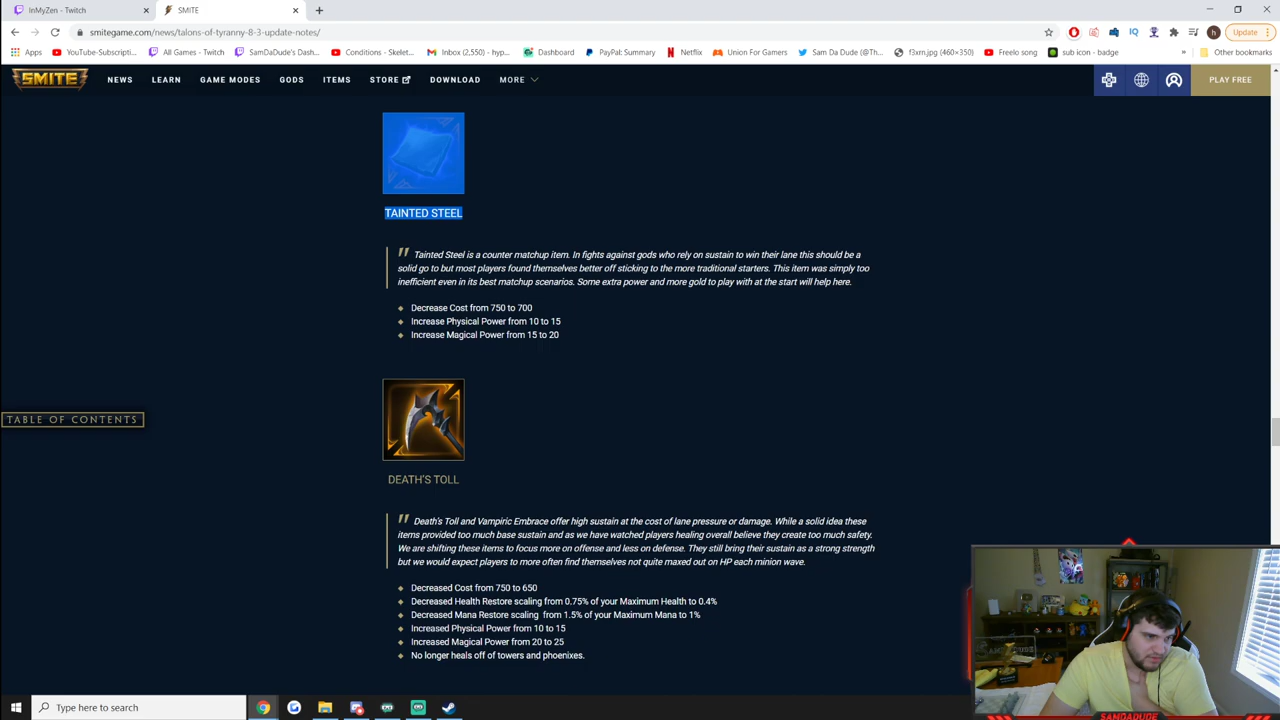 InMyZen - Twitch
SMITE
smitegame.com/news/talons-of-tyranny-8-3-update-notes/
h
Update
Apps
YouTube-Subscripti...
All Games - Twitch
SamDaDude's Dash...
Conditions - Skelet...
Inbox (2,550) - hyp...
Dashboard
PayPal: Summary
Netflix
Union For Gamers
Sam Da Dude (@Th...
f3xrn.jpg (460×350)
Freelo song
sub icon - badge
»
Other bookmarks
SMITE
NEWS
LEARN
GAME MODES
GODS
ITEMS
STORE
DOWNLOAD
MORE
PLAY FREE
TAINTED STEEL
" Tainted Steel is a counter matchup item. In fights against gods who rely on sustain to win their lane this should be a
solid go to but most players found themselves better off sticking to the more traditional starters. This item was simply too
inefficient even in its best matchup scenarios. Some extra power and more gold to play with at the start will help here.
Decrease Cost from 750 to 700
Increase Physical Power from 10 to 15
Increase Magical Power from 15 to 20
TABLE OF CONTENTS
DEATH'S TOLL
" Death's Toll and Vampiric Embrace offer high sustain at the cost of lane pressure or damage. While a solid idea these
items provided too much base sustain and as we have watched players healing overall believe they create too much safety.
We are shifting these items to focus more on offense and less on defense. They still bring their sustain as a strong strength
but we would expect players to more often find themselves not quite maxed out on HP each minion wave.
Decreased Cost from 750 to 650
Decreased Health Restore scaling from 0.75% of your Maximum Health to 0.4%
Decreased Mana Restore scaling from 1.5% of your Maximum Mana to 1%
Increased Physical Power from 10 to 15
Increased Magical Power from 20 to 25
No longer heals off of towers and phoenixes.
SAMGADUDE
Type here to search